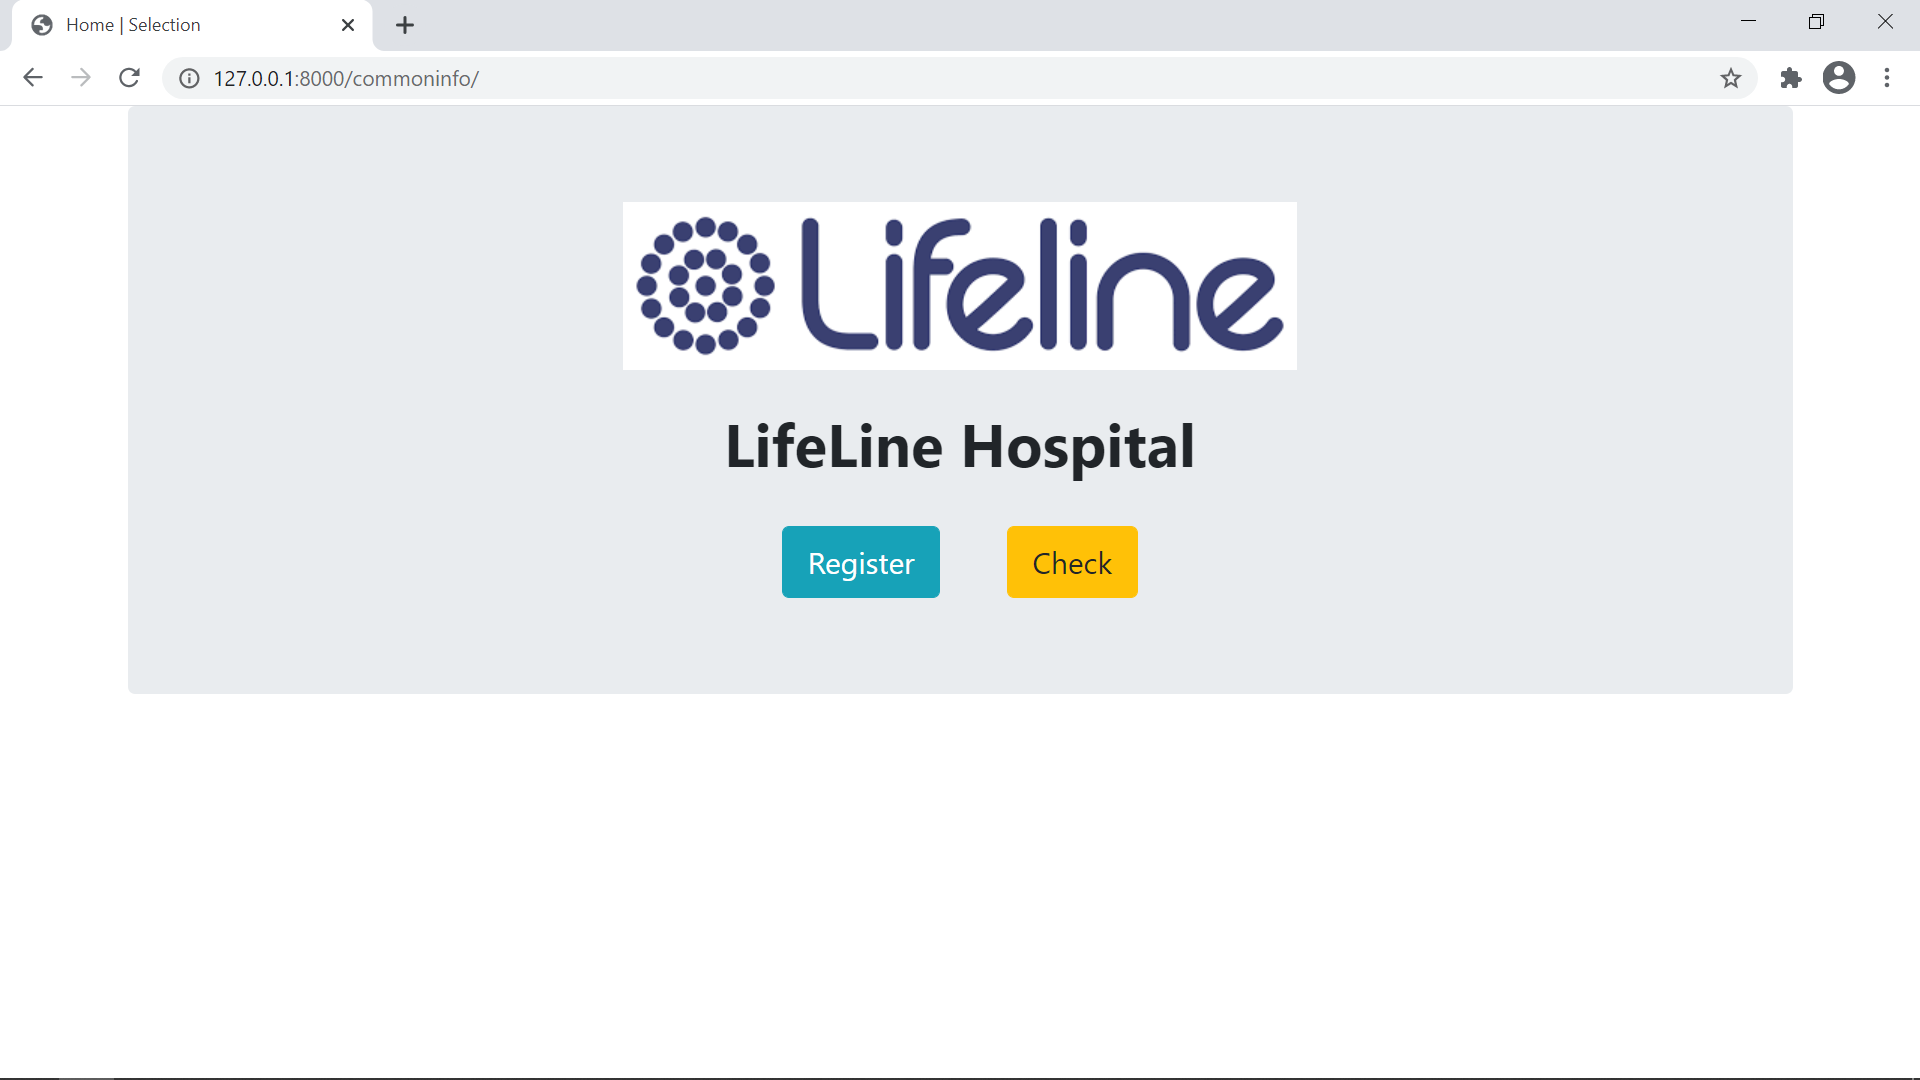 Home | Selection
127.0.0.1:8000/commoninfo/
Lifeline
LifeLine Hospital
Register Check